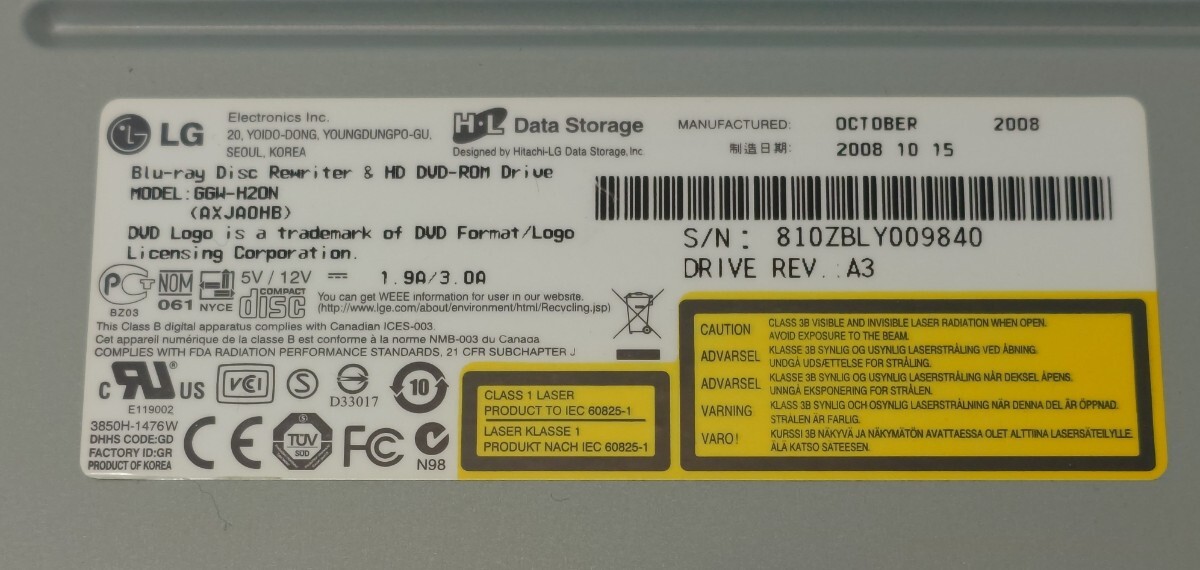 LG Electronics Inc.
20, YOIDO-DONG, YOUNGDUNGPO-GU,
SEOUL, KOREA
H·L Data Storage
Designed by Hitachi-LG Data Storage, Inc.
MANUFACTURED: OCTOBER 2008
制造日期: 2008 10 15
Blu-ray Disc Rewriter & HD DVD-ROM Drive
MODEL:GGW-H20N
(AXJA0HB)
DVD Logo is a trademark of DVD Format/Logo
Licensing Corporation.
S/N: 810ZBLY009840
DRIVE REV. :A3
PCT BZ03
NOM 061
NYCE
5V / 12V 1.9A/3.0A
COMPACT disc
You can get WEEE information for user in our website.
(http://www.lge.com/about/environment/html/Recycling.jsp)
This Class B digital apparatus complies with Canadian ICES-003.
Cet appareil numérique de la classe B est conforme à la norme NMB-003 du Canada
COMPLIES WITH FDA RADIATION PERFORMANCE STANDARDS, 21 CFR SUBCHAPTER J
C UR US
E119002
VCCI
S
D33017
10
3850H-1476W
DHHS CODE:GD
FACTORY ID:GR
PRODUCT OF KOREA
CE
TÜV
SÜD
FC
N98
CLASS 1 LASER
PRODUCT TO IEC 60825-1
LASER KLASSE 1
PRODUKT NACH IEC 60825-1
CAUTION CLASS 3B VISIBLE AND INVISIBLE LASER RADIATION WHEN OPEN.
AVOID EXPOSURE TO THE BEAM.
ADVARSEL KLASSE 3B SYNLIG OG USYNLIG LASERSTRÅLING VED ÅBNING.
UNDGÅ UDSÆTTELSE FOR STRÅLING.
ADVARSEL KLASSE 3B SYNLIG OG USYNLIG LASERSTRÅLING NÅR DEKSEL ÅPENS.
UNNGÅ EKSPONERING FOR STRÅLEN.
VARNING KLASS 3B SYNLIG OCH OSYNLIG LASERSTRÅLNING NÄR DENNA DEL ÄR ÖPPNAD.
STRÅLEN ÄR FARLIG.
VARO! KURSSI 3B NÄKYVÄ JA NÄKYMÄTÖN AVATTAESSA OLET ALTTIINA LASERSÄTEILYLLE.
ÄLÄ KATSO SÄTEESEN.